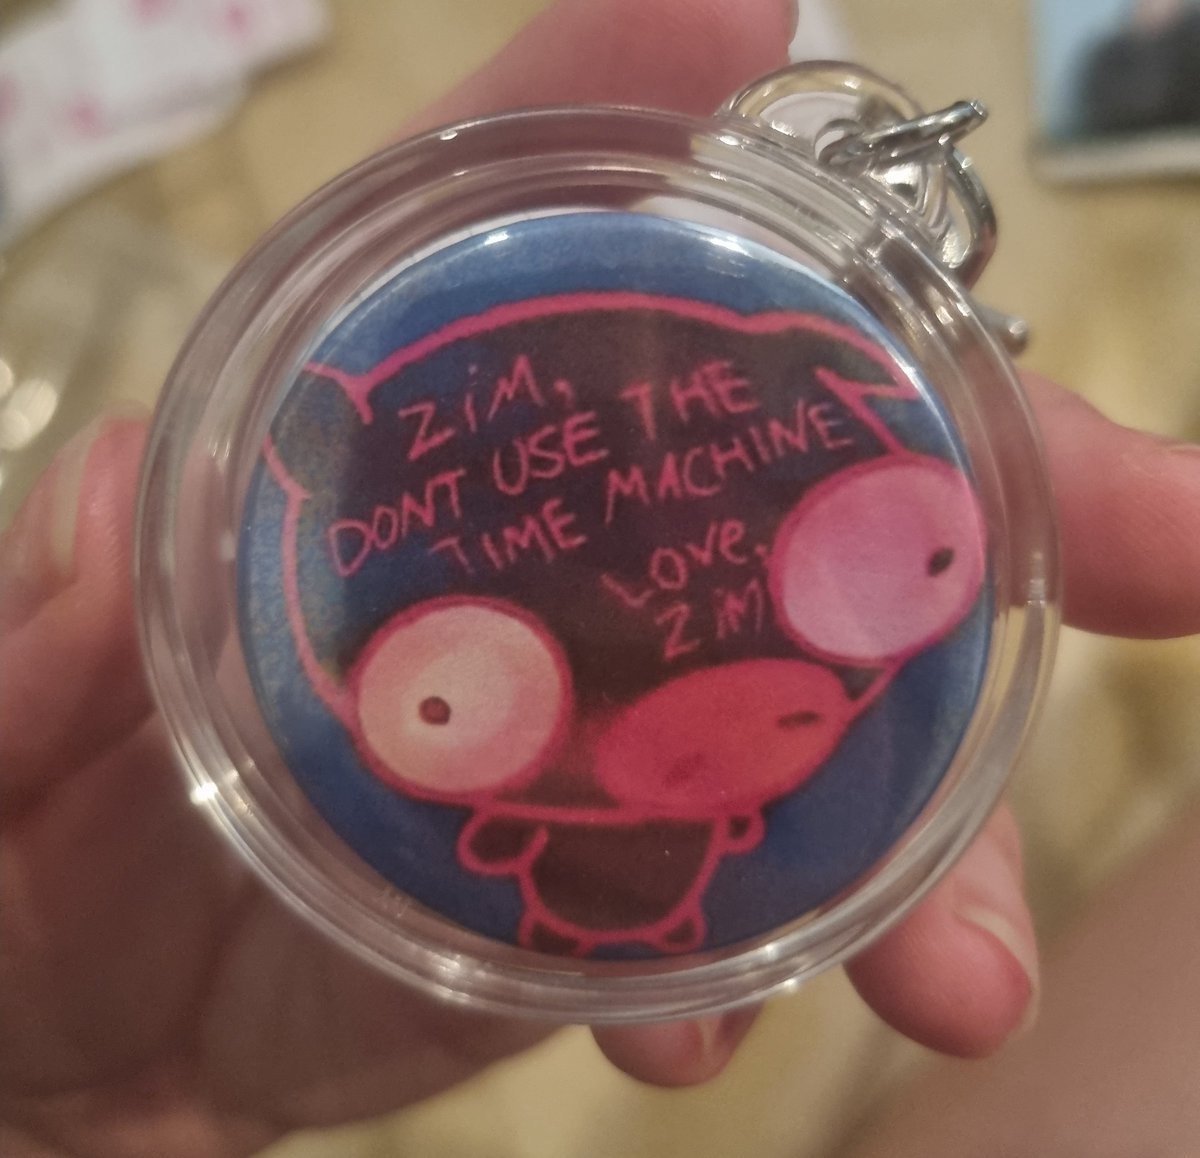 ZiM,
DONT USE THE
TIME MACHINE
Love,
ZiM